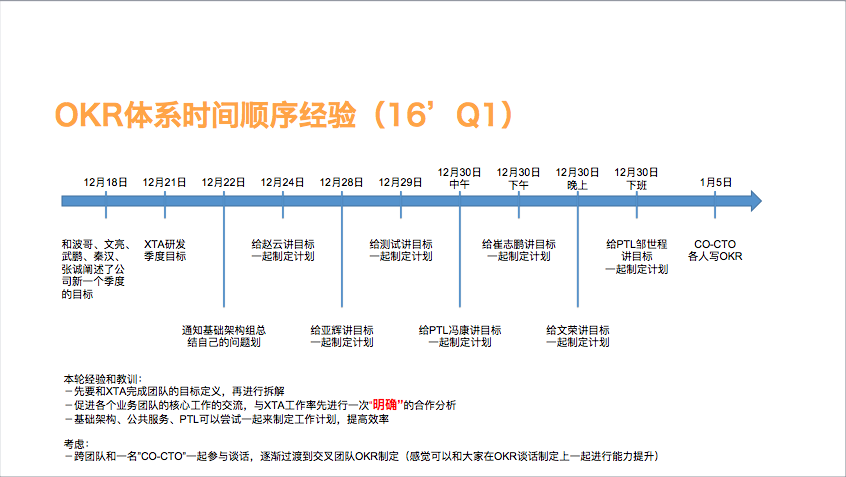 OKR体系时间顺序经验（16’Q1）
12月18日
12月21日
12月22日
12月24日
12月28日
12月29日
12月30日
中午
12月30日
下午
12月30日
晚上
12月30日
下班
1月5日
和波哥、文亮、
武鹏、秦汉、
张诚阐述了公
司新一个季度
的目标
XTA研发
季度目标
给赵云讲目标
一起制定计划
给测试讲目标
一起制定计划
给崔志鹏讲目标
一起制定计划
给PTL邹世程
讲目标
一起制定计划
CO-CTO
各人写OKR
通知基础架构组总
结自己的问题划
给亚辉讲目标
一起制定计划
给PTL冯康讲目标
一起制定计划
给文荣讲目标
一起制定计划
本轮经验和教训：
－先要和XTA完成团队的目标定义，再进行拆解
－促进各个业务团队的核心工作的交流，与XTA工作率先进行一次“明确”的合作分析
－基础架构、公共服务、PTL可以尝试一起来制定工作计划，提高效率
考虑：
－跨团队和一名”CO-CTO”一起参与谈话，逐渐过渡到交叉团队OKR制定（感觉可以和大家在OKR谈话制定上一起进行能力提升）